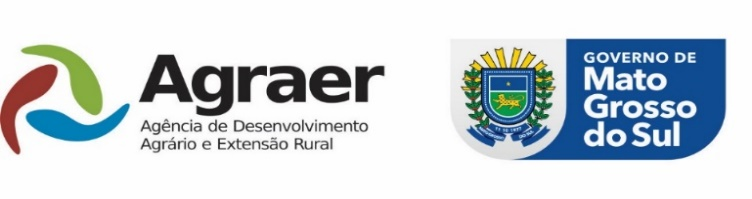 Agraer
Agência de Desenvolvimento
Agrário e Extensão Rural
GOVERNO DE
Mato
Grosso
do Sul